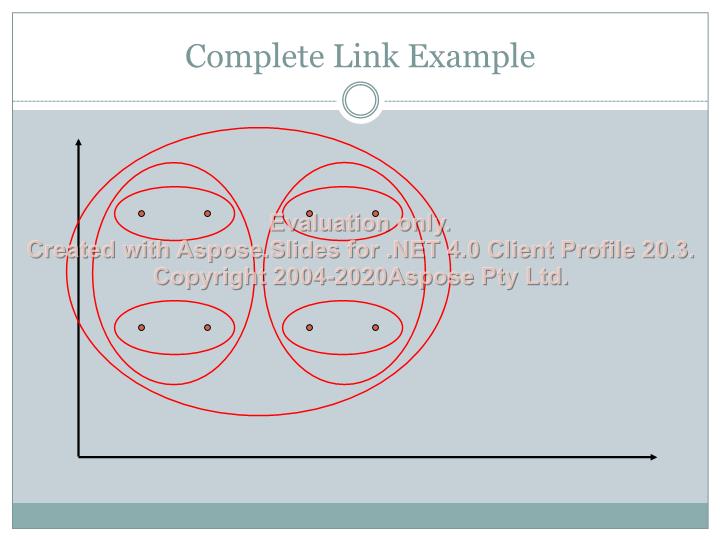 Complete Link Example
Evaluation only.
Created with Aspose.Slides for .NET 4.0 Client Profile 20.3.
Copyright 2004-2020Aspose Pty Ltd.